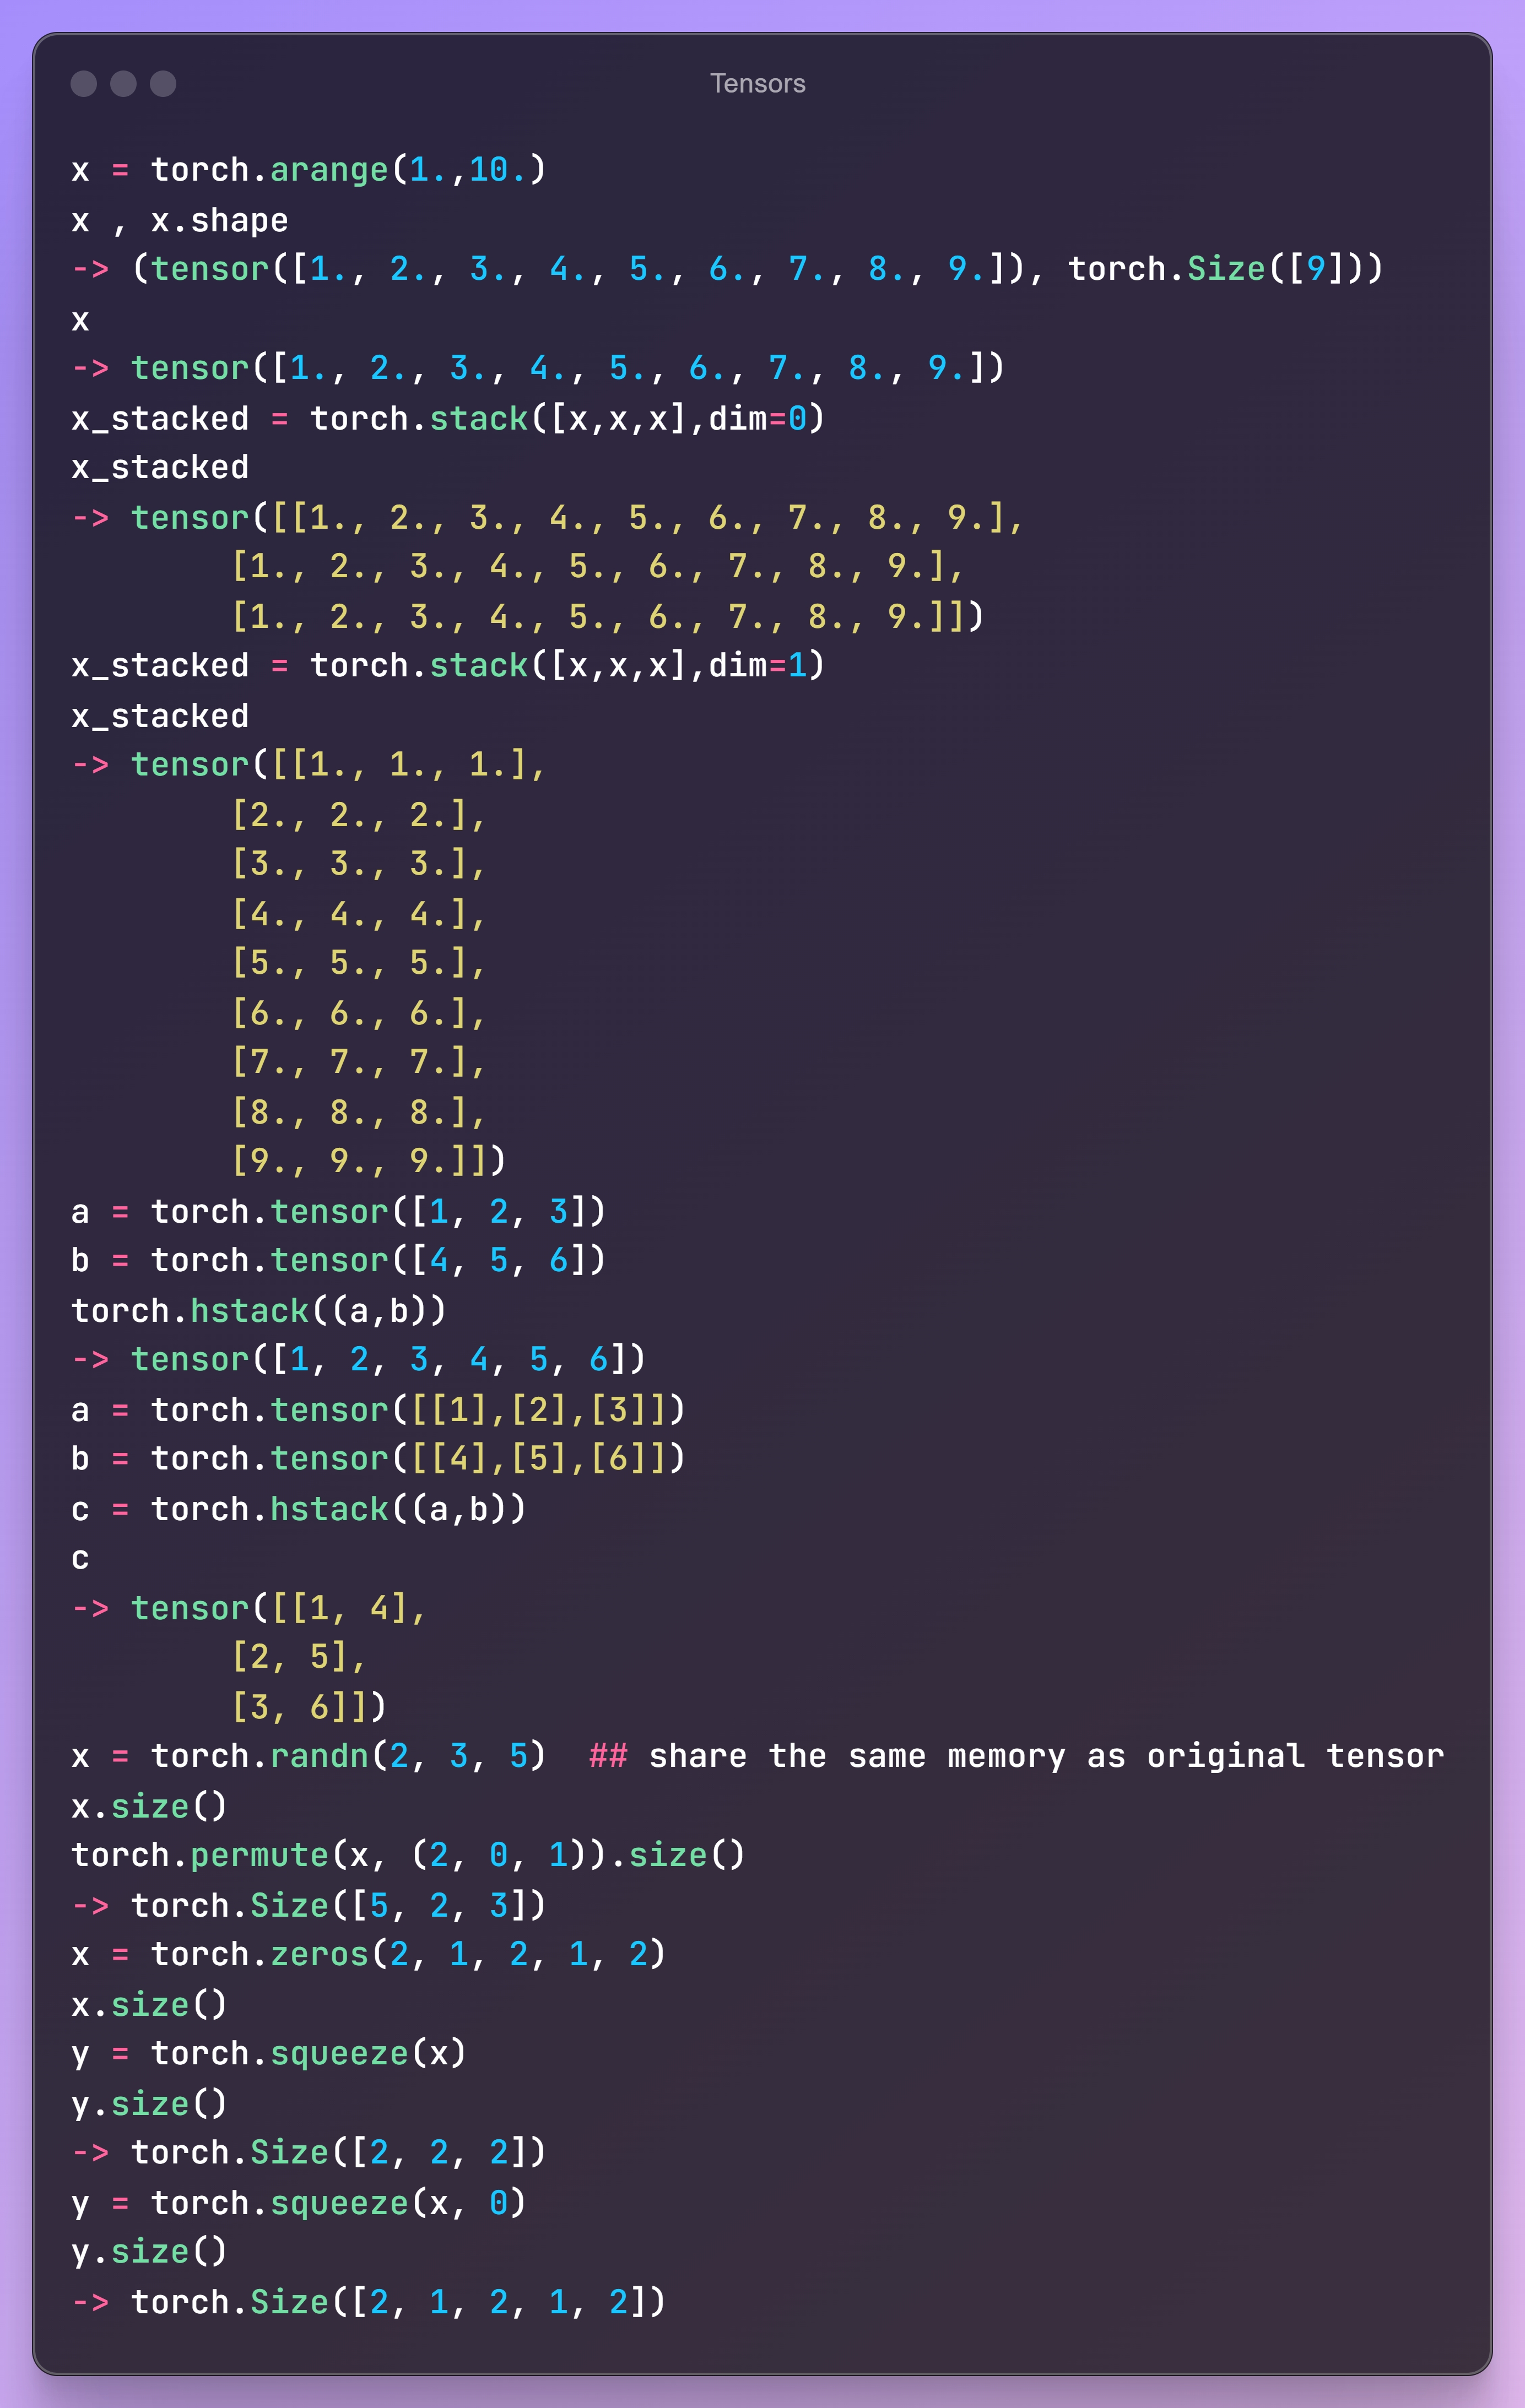 Tensors
x = torch.arange(1.,10.)
x , x.shape
-> (tensor([1., 2., 3., 4., 5., 6., 7., 8., 9.]), torch.Size([9]))
x
-> tensor([1., 2., 3., 4., 5., 6., 7., 8., 9.])
x_stacked = torch.stack([x,x,x],dim=0)
x_stacked
-> tensor([[1., 2., 3., 4., 5., 6., 7., 8., 9.],
        [1., 2., 3., 4., 5., 6., 7., 8., 9.],
        [1., 2., 3., 4., 5., 6., 7., 8., 9.]])
x_stacked = torch.stack([x,x,x],dim=1)
x_stacked
-> tensor([[1., 1., 1.],
        [2., 2., 2.],
        [3., 3., 3.],
        [4., 4., 4.],
        [5., 5., 5.],
        [6., 6., 6.],
        [7., 7., 7.],
        [8., 8., 8.],
        [9., 9., 9.]])
a = torch.tensor([1, 2, 3])
b = torch.tensor([4, 5, 6])
torch.hstack((a,b))
-> tensor([1, 2, 3, 4, 5, 6])
a = torch.tensor([[1],[2],[3]])
b = torch.tensor([[4],[5],[6]])
c = torch.hstack((a,b))
c
-> tensor([[1, 4],
        [2, 5],
        [3, 6]])
x = torch.randn(2, 3, 5)  ## share the same memory as original tensor
x.size()
torch.permute(x, (2, 0, 1)).size()
-> torch.Size([5, 2, 3])
x = torch.zeros(2, 1, 2, 1, 2)
x.size()
y = torch.squeeze(x)
y.size()
-> torch.Size([2, 2, 2])
y = torch.squeeze(x, 0)
y.size()
-> torch.Size([2, 1, 2, 1, 2])